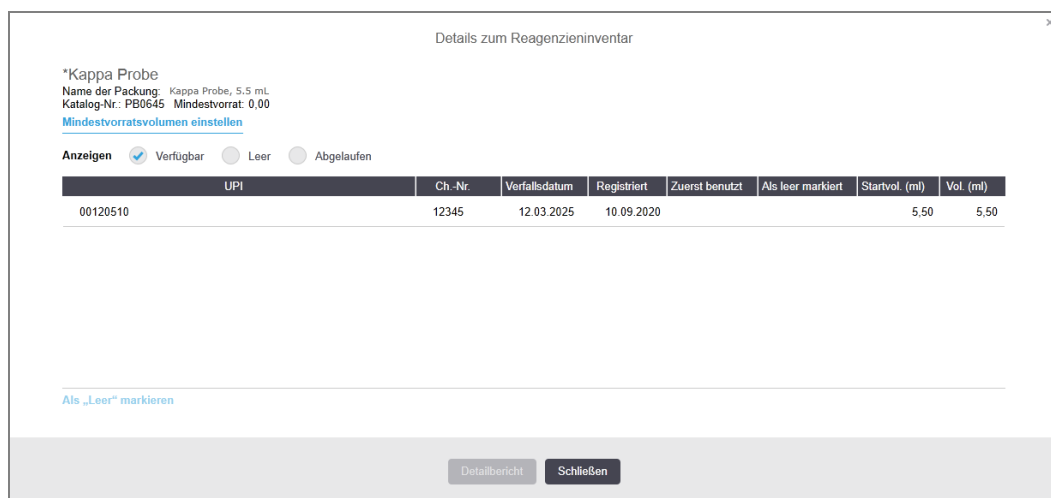 ×
Details zum Reagenzieninventar
*Kappa Probe
Name der Packung: Kappa Probe, 5.5 mL
Katalog-Nr.: PB0645 Mindestvorrat: 0,00
Mindestvorratsvolumen einstellen
Anzeigen Verfügbar Leer Abgelaufen
UPI Ch.-Nr. Verfallsdatum Registriert Zuerst benutzt Als leer markiert Startvol. (ml) Vol. (ml)
00120510 12345 12.03.2025 10.09.2020 5,50 5,50
Als „Leer“ markieren
Detailbericht Schließen